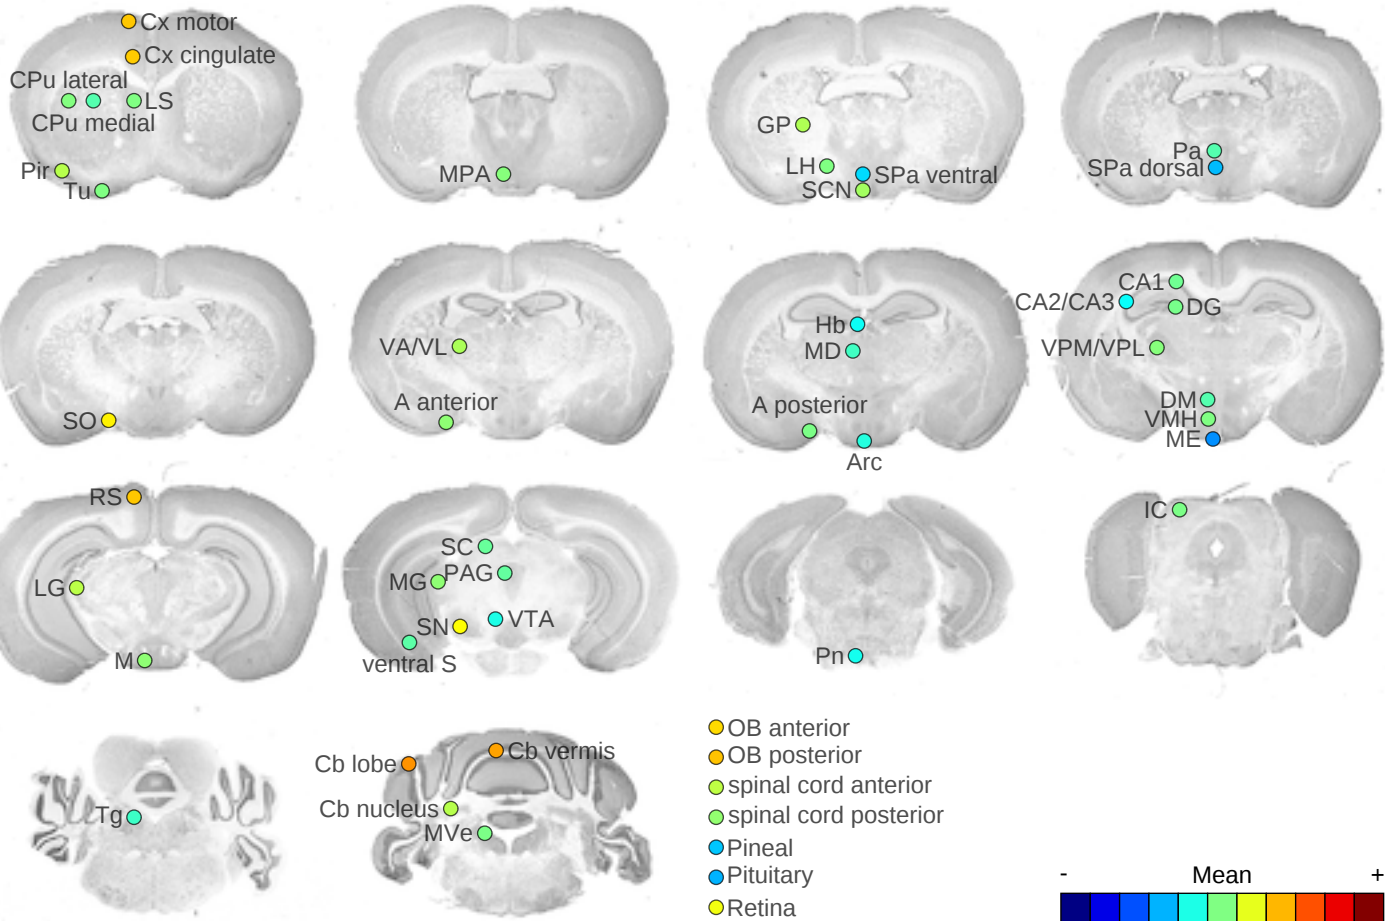 Cx motor
Cx cingulate
CPu lateral
LS
CPu medial
Pir
Tu
MPA
GP
LH
SPa ventral
SCN
Pa
SPa dorsal
SO
VA/VL
A anterior
Hb
MD
A posterior
Arc
CA1
CA2/CA3
DG
VPM/VPL
DM
VMH
ME
RS
LG
M
SC
PAG
MG
SN
VTA
ventral S
Pn
IC
Tg
Cb lobe
Cb vermis
Cb nucleus
MVe
OB anterior
OB posterior
spinal cord anterior
spinal cord posterior
Pineal
Pituitary
Retina
- Mean +